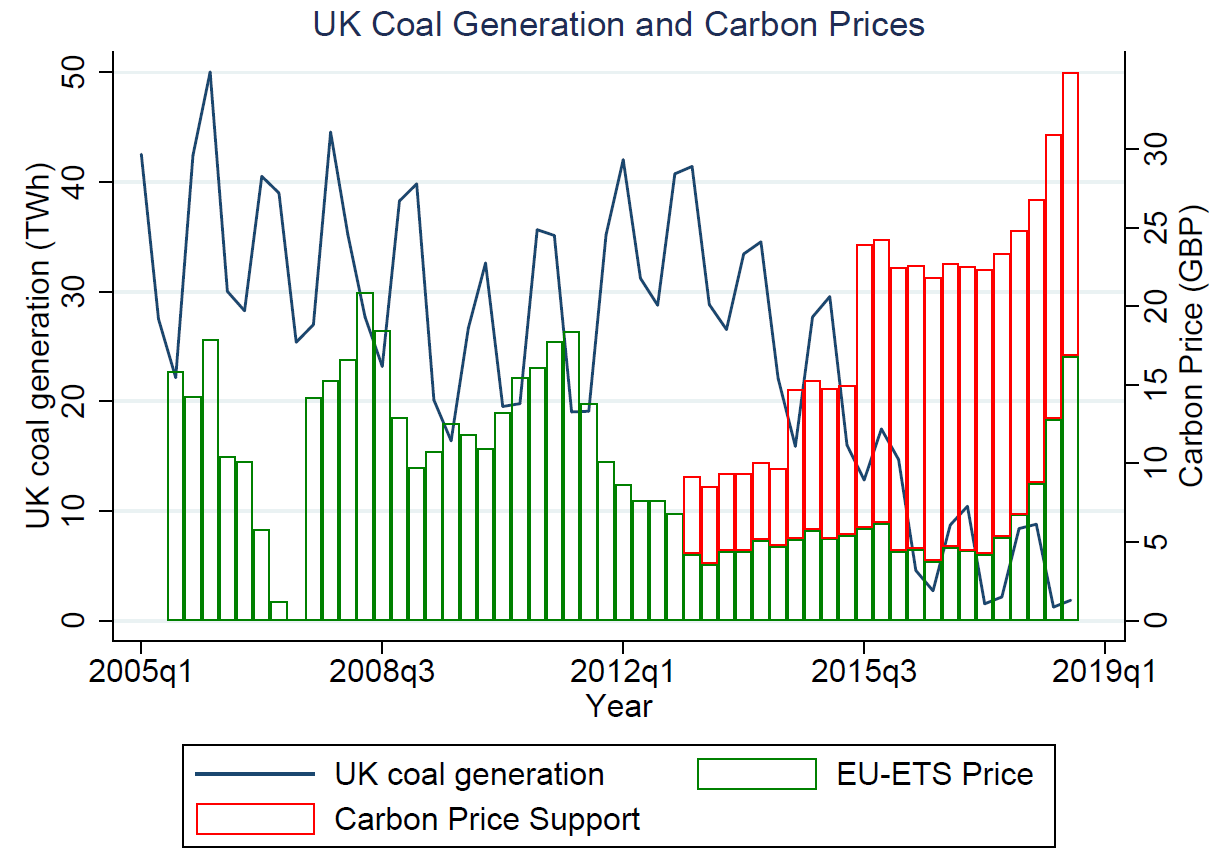 UK Coal Generation and Carbon Prices
UK coal generation (TWh)
50
40
30
20
10
0
30
25
20
15
10
5
0
Carbon Price (GBP)
2005q1 2008q3 2012q1 2015q3 2019q1
Year
UK coal generation EU-ETS Price
Carbon Price Support